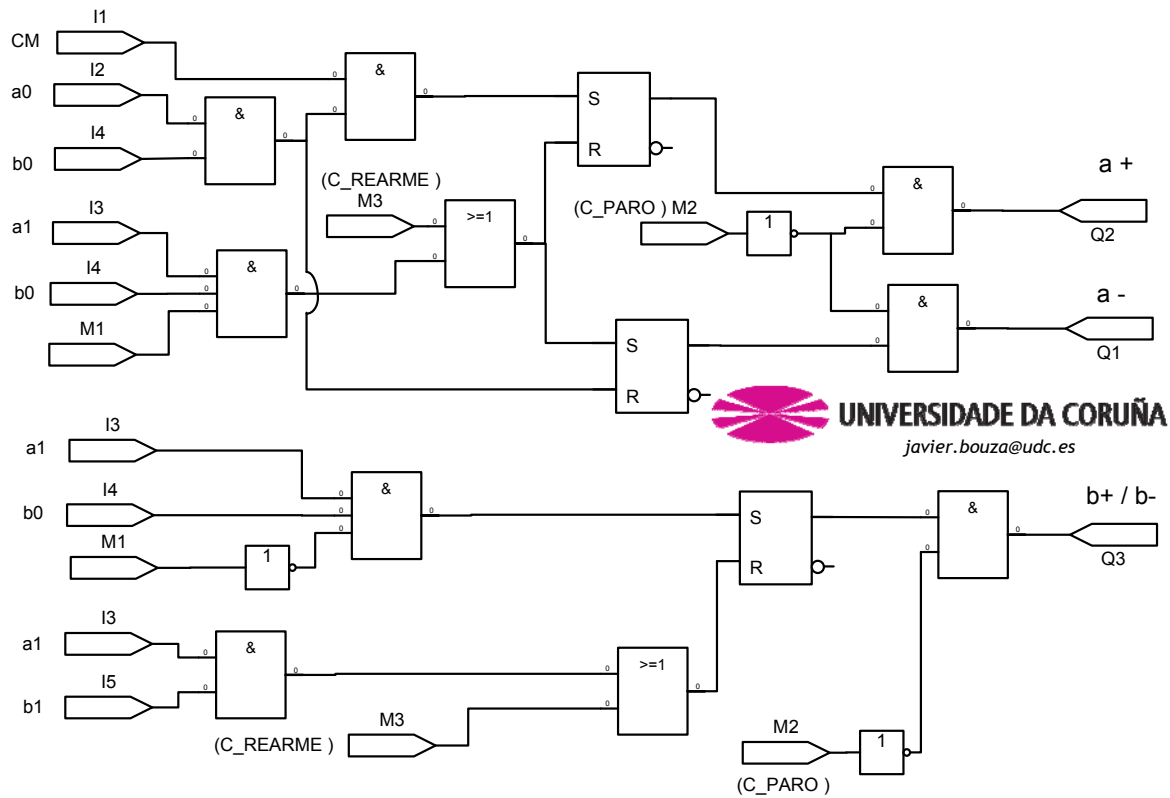 I1
CM
I2
a0
I4
b0
&
&
S
R
(C_REARME )
M3
>=1
(C_PARO ) M2
1
&
a +
Q2
I3
a1
I4
b0
M1
&
S
R
&
a -
Q1
UNIVERSIDADE DA CORUÑA
javier.bouza@udc.es
I3
a1
I4
b0
M1
1
&
S
R
&
b+ / b-
Q3
I3
a1
I5
b1
&
>=1
M3
(C_REARME )
M2
1
(C_PARO )